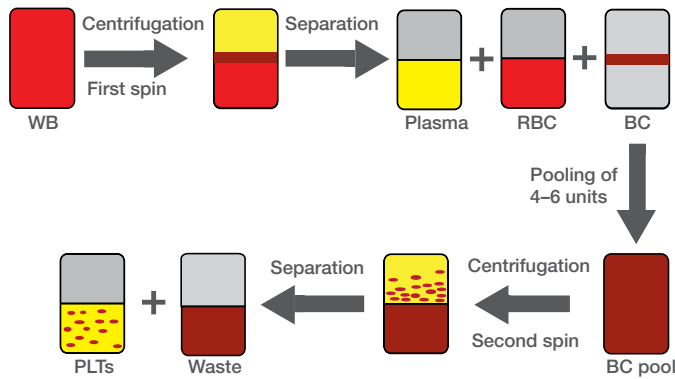 Centrifugation
First spin
Separation
WB
Plasma
+
RBC
+
BC
Pooling of
4–6 units
Centrifugation
Second spin
Separation
PLTs
+
Waste
BC pool